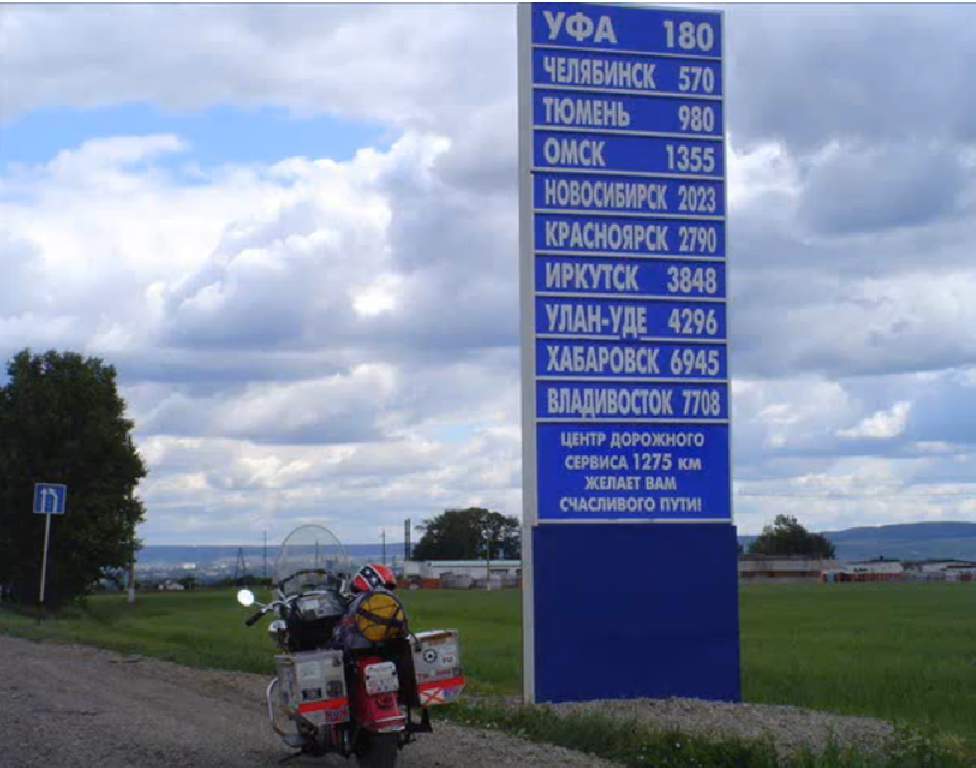 УФА 180
ЧЕЛЯБИНСК 570
ТЮМЕНЬ 980
ОМСК 1355
НОВОСИБИРСК 2023
КРАСНОЯРСК 2790
ИРКУТСК 3848
УЛАН-УДЕ 4296
ХАБАРОВСК 6945
ВЛАДИВОСТОК 7708
ЦЕНТР ДОРОЖНОГО
СЕРВИСА 1275 КМ
ЖЕЛАЕТ ВАМ
СЧАСЛИВОГО ПУТИ!